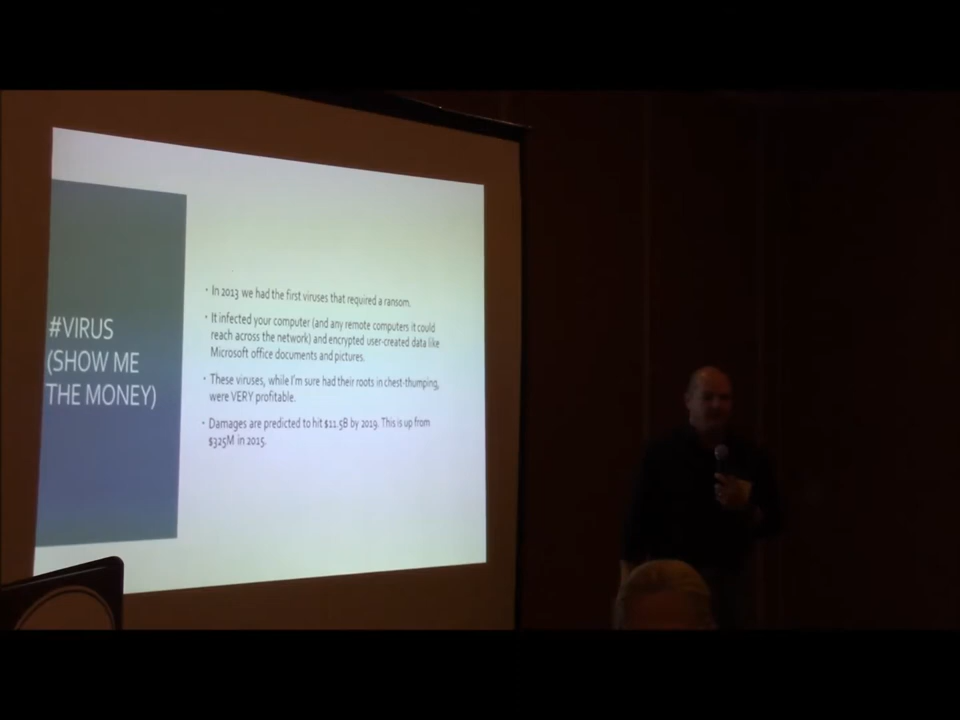 #VIRUS
(SHOW ME
THE MONEY)
• In 2013 we had the first viruses that required a ransom.
• It infected your computer (and any remote computers it could
reach across the network) and encrypted user-created data like
Microsoft office documents and pictures.
• These viruses, while I'm sure had their roots in chest-thumping,
were VERY profitable.
• Damages are predicted to hit $11.5B by 2019. This is up from
$325M in 2015.